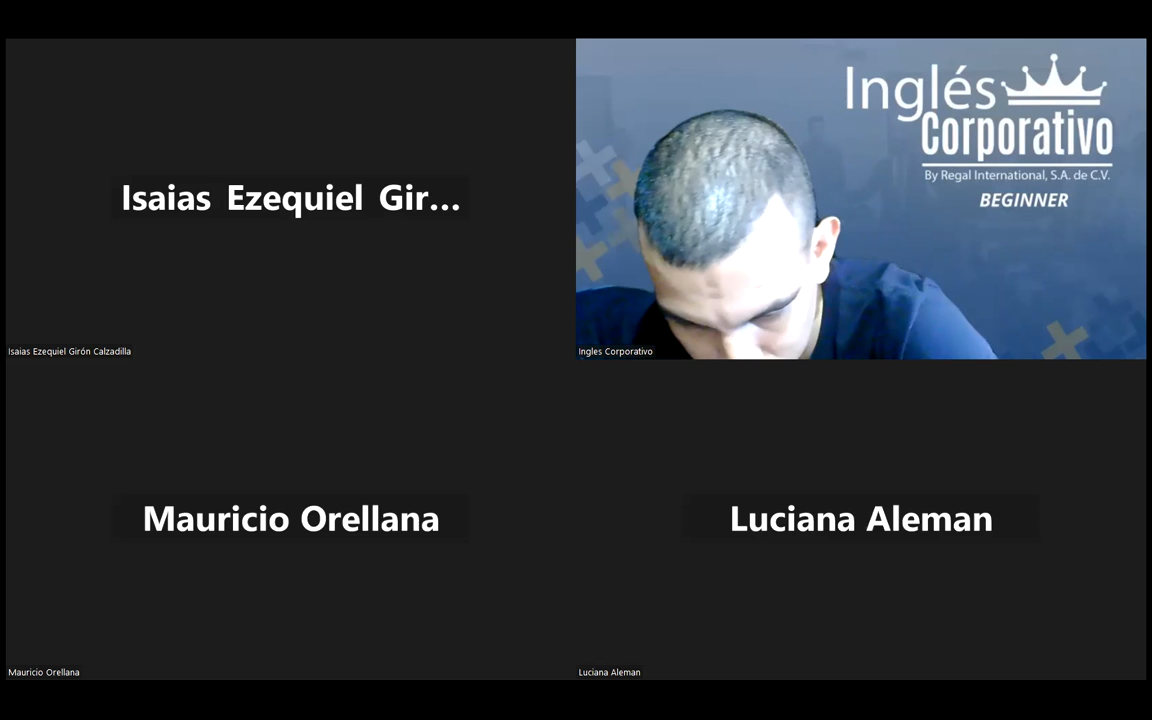 Isaias Ezequiel Gir...
Isaias Ezequiel Girón Calzadilla
Inglés
Corporativo
By Regal International, S.A. de C.V.
BEGINNER
Ingles Corporativo
Mauricio Orellana
Mauricio Orellana
Luciana Aleman
Luciana Aleman